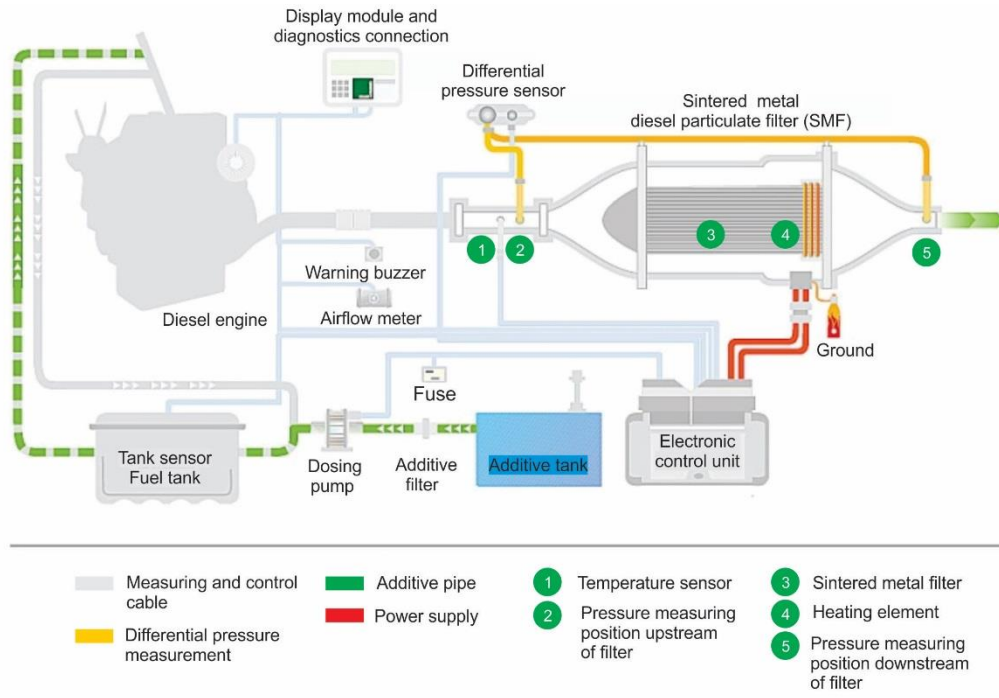 Display module and
diagnostics connection
Differential
pressure sensor
Sintered metal
diesel particulate filter (SMF)
1
2
3
4
5
Warning buzzer
Airflow meter
Diesel engine
Ground
Fuse
Tank sensor
Fuel tank
Dosing
pump
Additive
filter
Additive tank
Electronic
control unit
Measuring and control
cable
Differential pressure
measurement
Additive pipe
Power supply
1 Temperature sensor
2 Pressure measuring
position upstream
of filter
3 Sintered metal filter
4 Heating element
5 Pressure measuring
position downstream
of filter